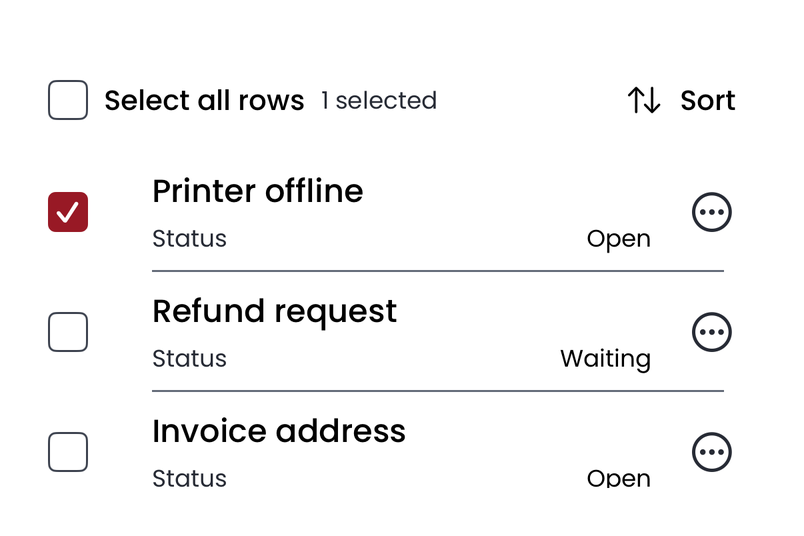 Select all rows 1 selected Sort
Printer offline
Status Open
Refund request
Status Waiting
Invoice address
Status Open